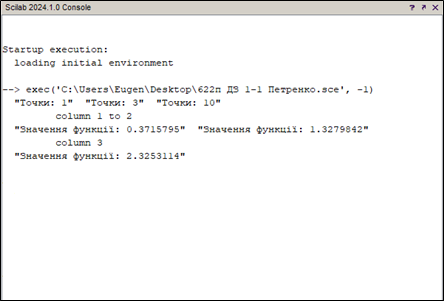 Scilab 2024.1.0 Console
Startup execution:
loading initial environment
--> exec('C:\Users\Eugen\Desktop\622п ДЗ 1-1 Петренко.sce', -1)
"Точки: 1" "Точки: 3" "Точки: 10"
column 1 to 2
"Значення функції: 0.3715795" "Значення функції: 1.3279842"
column 3
"Значення функції: 2.3253114"